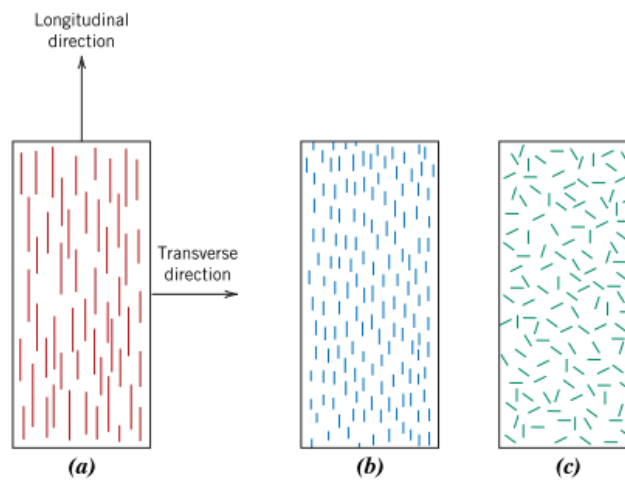 Longitudinal
direction
Transverse
direction
(a)
(b)
(c)